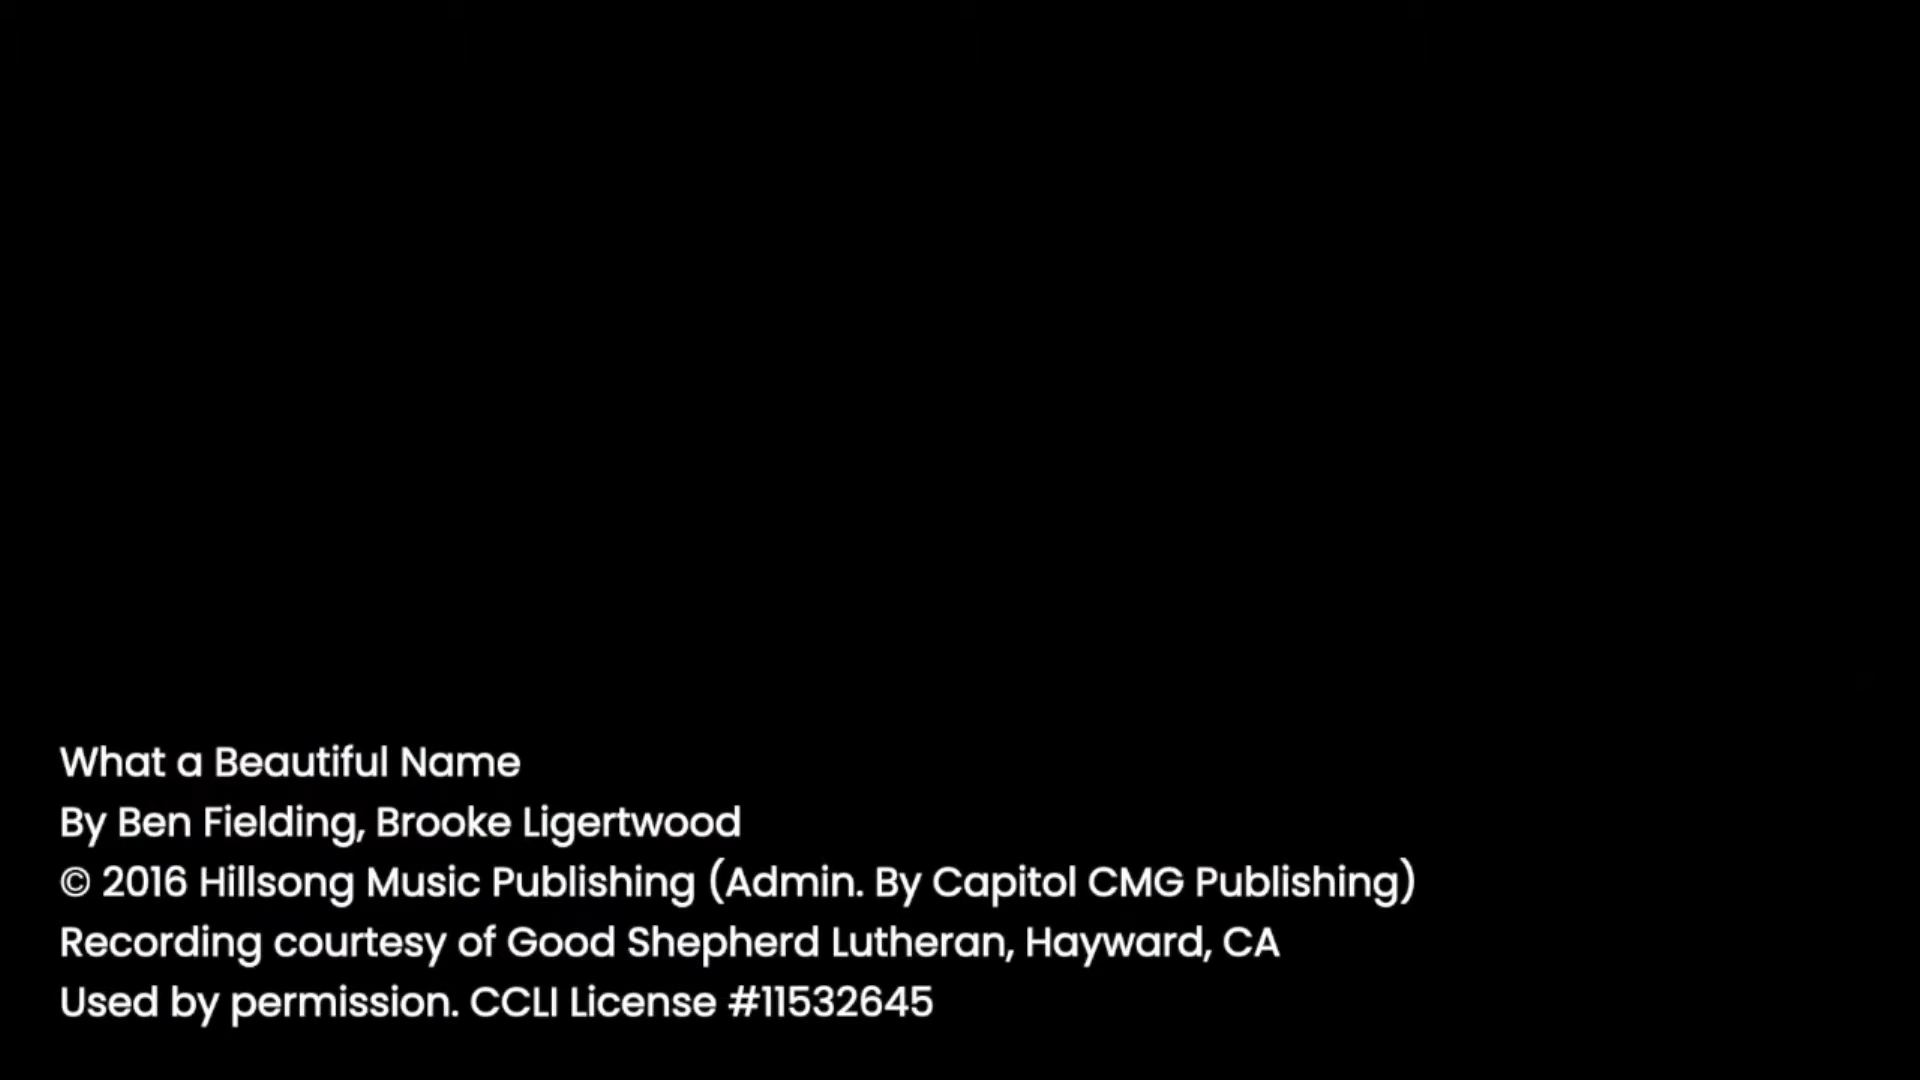 What a Beautiful Name
By Ben Fielding, Brooke Ligertwood
© 2016 Hillsong Music Publishing (Admin. By Capitol CMG Publishing)
Recording courtesy of Good Shepherd Lutheran, Hayward, CA
Used by permission. CCLI License #11532645